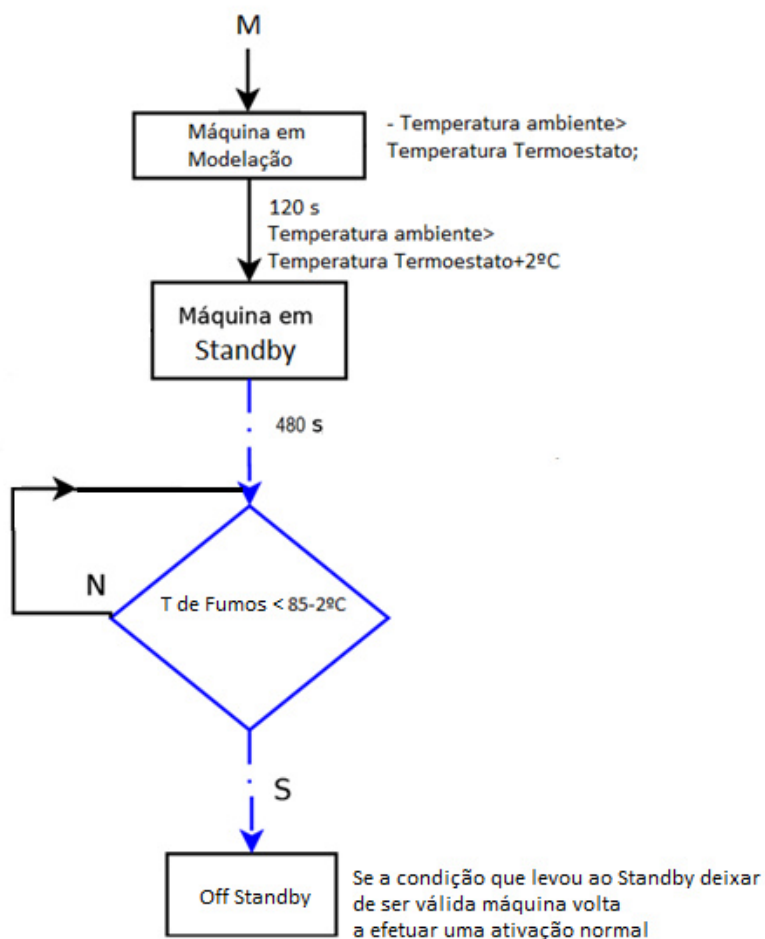 M
Máquina em
Modelação
- Temperatura ambiente>
Temperatura Termoestato;
120 s
Temperatura ambiente>
Temperatura Termoestato+2ºC
Máquina em
Standby
480 s
N
T de Fumos < 85-2ºC
S
Off Standby
Se a condição que levou ao Standby deixar
de ser válida máquina volta
a efetuar uma ativação normal